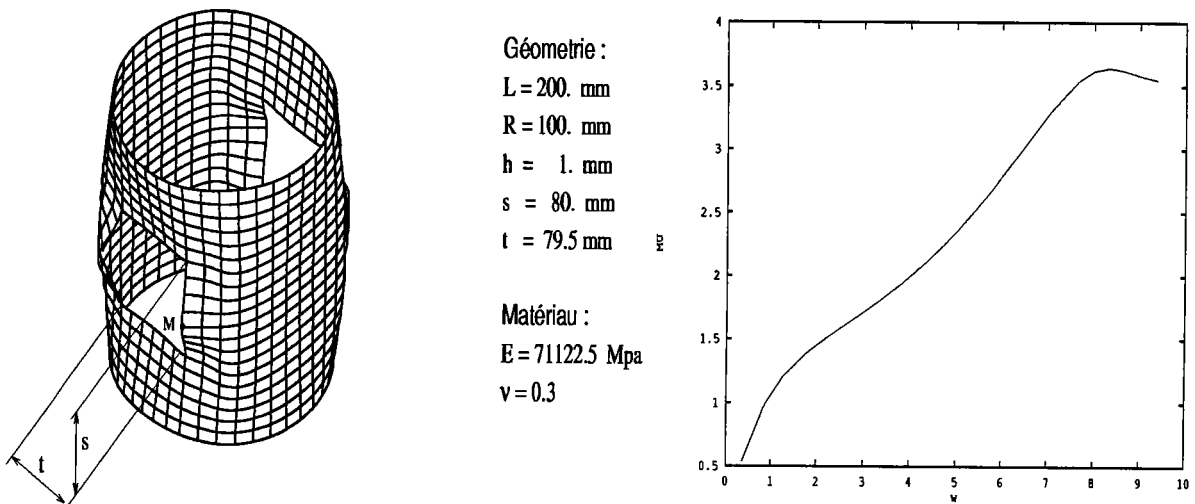 M
s
t
Géometrie :
L = 200. mm
R = 100. mm
h = 1. mm
s = 80. mm
t = 79.5 mm
Matériau :
E = 71122.5 Mpa
ν = 0.3
4
3.5
3
2.5
2
1.5
1
0.5
0 1 2 3 4 5 6 7 8 9 10
W